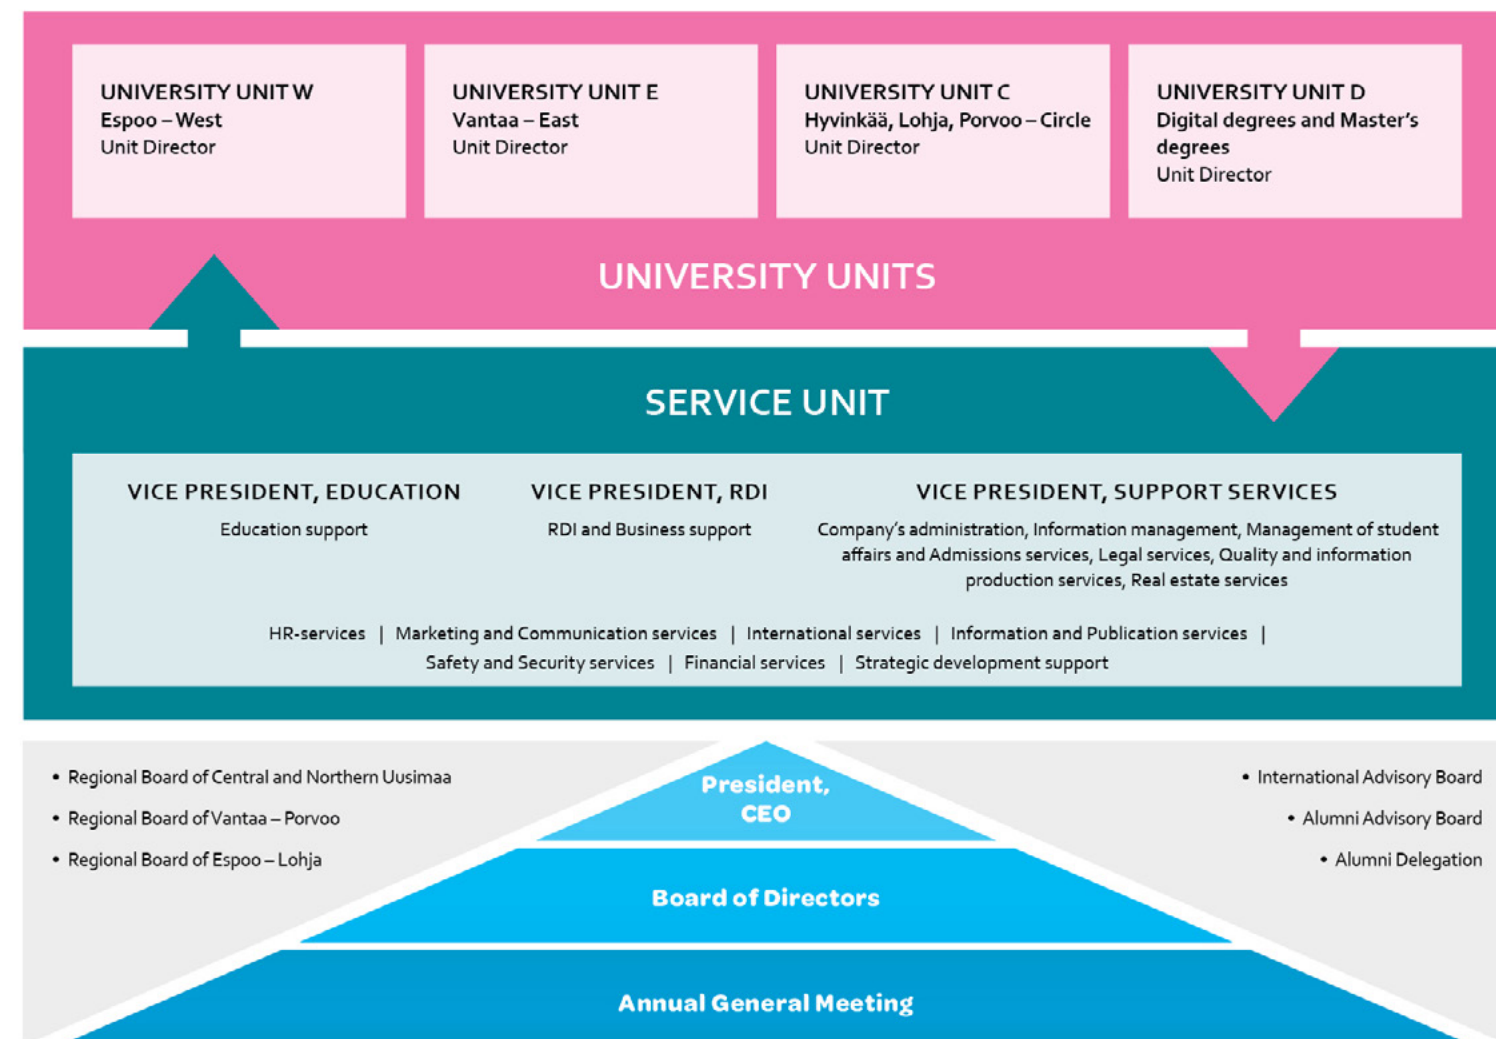 UNIVERSITY UNIT W
Espoo – West
Unit Director
UNIVERSITY UNIT E
Vantaa – East
Unit Director
UNIVERSITY UNIT C
Hyvinkää, Lohja, Porvoo – Circle
Unit Director
UNIVERSITY UNIT D
Digital degrees and Master’s
degrees
Unit Director
UNIVERSITY UNITS
SERVICE UNIT
VICE PRESIDENT, EDUCATION
Education support
VICE PRESIDENT, RDI
RDI and Business support
VICE PRESIDENT, SUPPORT SERVICES
Company’s administration, Information management, Management of student
affairs and Admissions services, Legal services, Quality and information
production services, Real estate services
HR-services | Marketing and Communication services | International services | Information and Publication services |
Safety and Security services | Financial services | Strategic development support
• Regional Board of Central and Northern Uusimaa
• Regional Board of Vantaa – Porvoo
• Regional Board of Espoo – Lohja
President,
CEO
Board of Directors
Annual General Meeting
• International Advisory Board
• Alumni Advisory Board
• Alumni Delegation